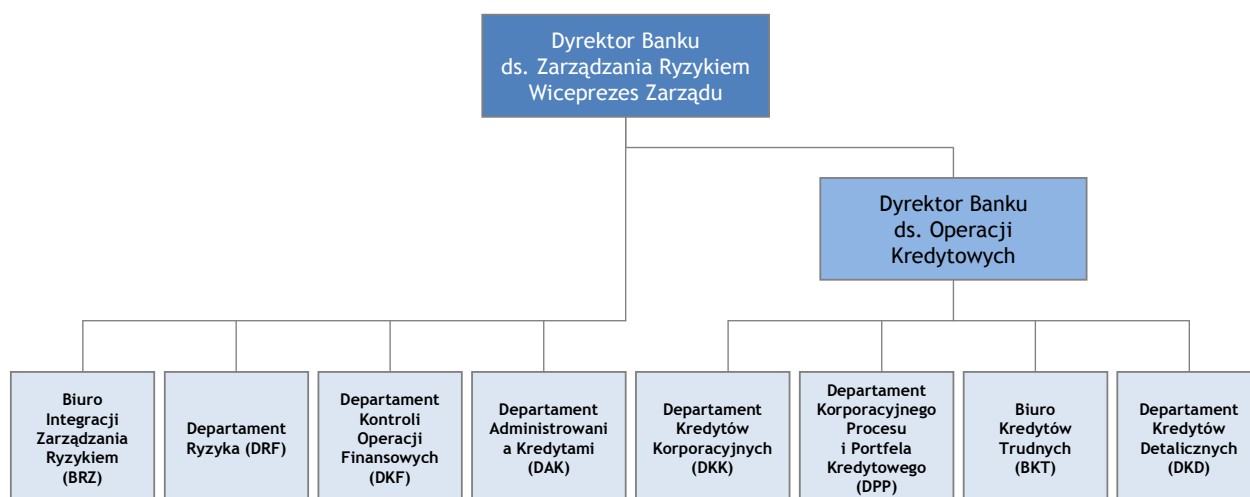 Dyrektor Banku
ds. Zarządzania Ryzykiem
Wiceprezes Zarządu
Dyrektor Banku
ds. Operacji
Kredytowych
Biuro
Integracji
Zarządzania
Ryzykiem
(BRZ)
Departament
Ryzyka (DRF)
Departament
Kontroli
Operacji
Finansowych
(DKF)
Departament
Administrowani
a Kredytami
(DAK)
Departament
Kredytów
Korporacyjnych
(DKK)
Departament
Korporacyjnego
Procesu
i Portfela
Kredytowego
(DPP)
Biuro
Kredytów
Trudnych
(BKT)
Departament
Kredytów
Detalicznych
(DKD)